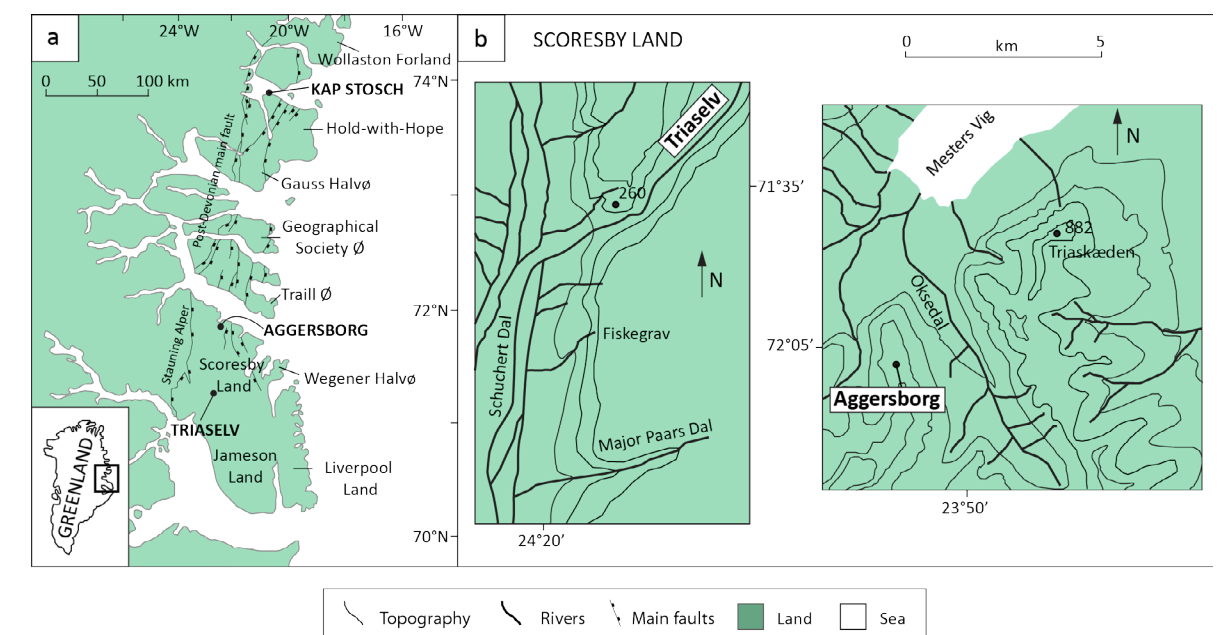 a
24°W
20°W
16°W
Wollaston Forland
0
50
100 km
KAP STOSCH
74°N
Hold-with-Hope
Post-Devonian main fault
Gauss Halvø
Geographical
Society Ø
Traill Ø
72°N
AGGERSBORG
Stauning Alper
Scoresby
Land
Wegener Halvø
TRIASELV
Jameson
Land
Liverpool
Land
GREENLAND
70°N
b
SCORESBY LAND
0
km
5
Triaselv
260
71°35′
N
Fiskegrav
Schuchert Dal
Major Paars Dal
24°20′
Mesters Vig
N
882
Triaskæden
Oksedal
72°05′
Aggersborg
23°50′
Topography
Rivers
Main faults
Land
Sea